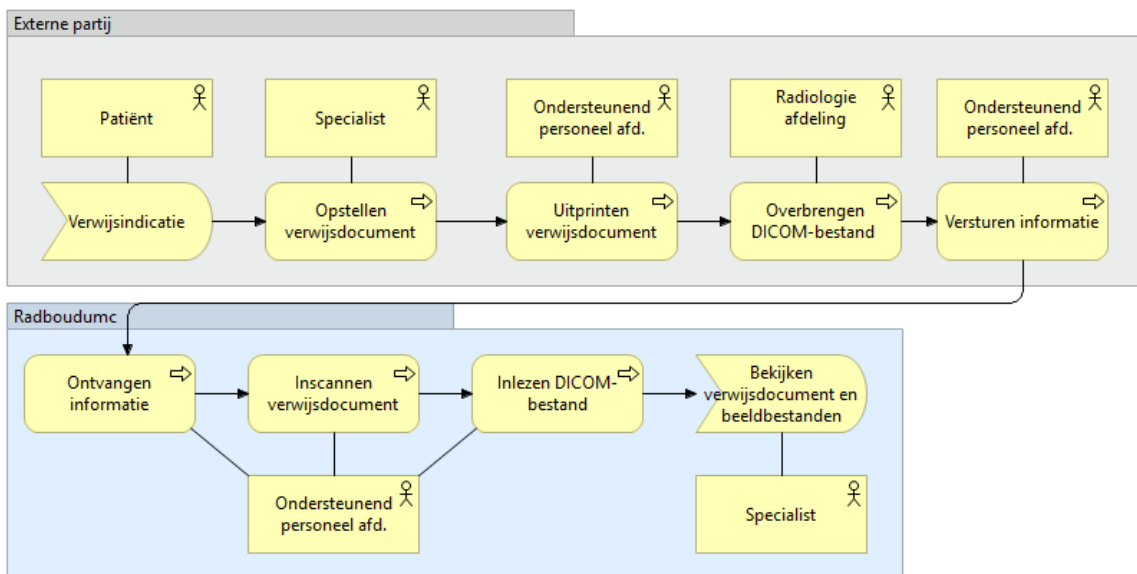 Externe partij
Patiënt
Specialist
Ondersteunend
personeel afd.
Radiologie
afdeling
Ondersteunend
personeel afd.
Verwijsindicatie
Opstellen
verwijsdocument
Uitprinten
verwijsdocument
Overbrengen
DICOM-bestand
Versturen informatie
Radboudumc
Ontvangen
informatie
Inscannen
verwijsdocument
Inlezen DICOM-
bestand
Bekijken
verwijsdocument en
beeldbestanden
Ondersteunend
personeel afd.
Specialist